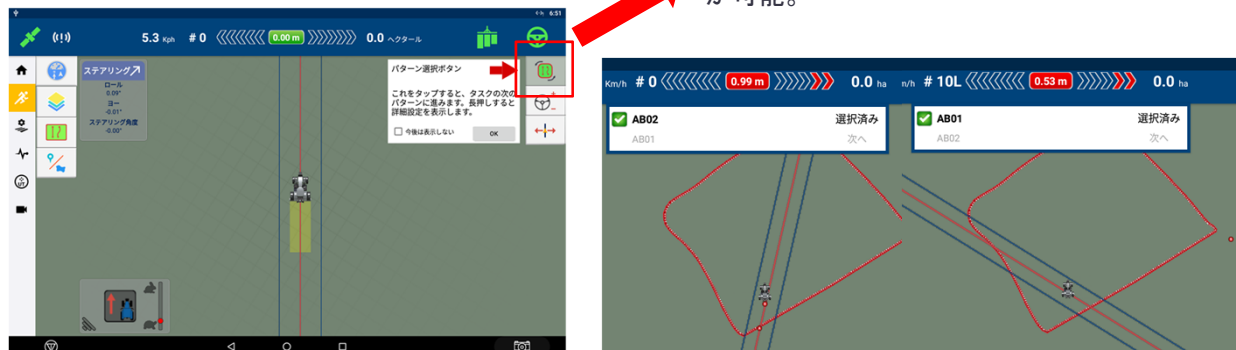 が可能。
6:51
5.3 Kph # 0 0.00 m 0.0 ヘクタール
ステアリング
ロール
0.09°
ヨー
-0.01°
ステアリング角度
-0.00°
パターン選択ボタン
これをタップすると、タスクの次の
パターンに進みます。長押しすると
詳細設定を表示します。
今後は表示しない OK
Km/h # 0 0.99 m 0.0 ha
AB02 選択済み
AB01 次へ
n/h # 10L 0.53 m 0.0 ha
AB01 選択済み
AB02 次へ